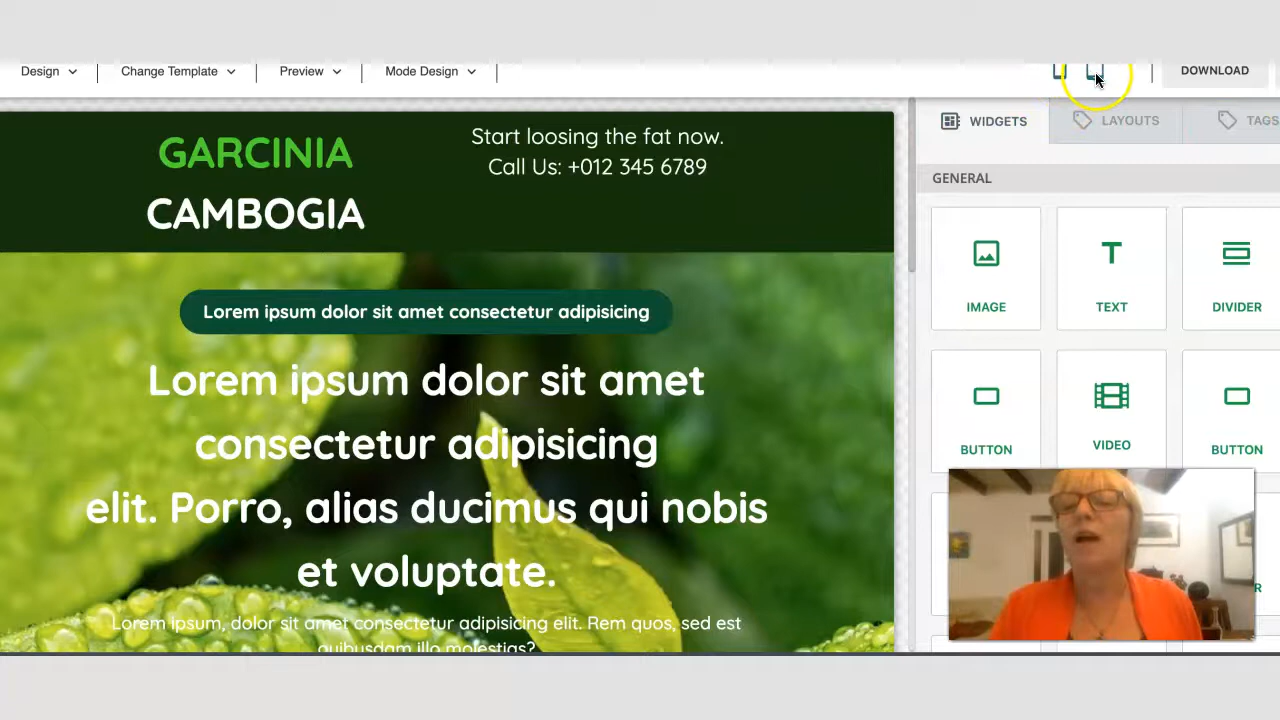 Design
Change Template
Preview
Mode Design
DOWNLOAD
GARCINIA
CAMBOGIA
Start loosing the fat now.
Call Us: +012 345 6789
Lorem ipsum dolor sit amet consectetur adipisicing
Lorem ipsum dolor sit amet
consectetur adipisicing
elit. Porro, alias ducimus qui nobis
et voluptate.
Lorem ipsum, dolor sit amet consectetur adipisicing elit. Rem quos, sed est
quibusdam illo molestias?
WIDGETS
LAYOUTS
TAGS
GENERAL
IMAGE
TEXT
DIVIDER
BUTTON
VIDEO
BUTTON
R